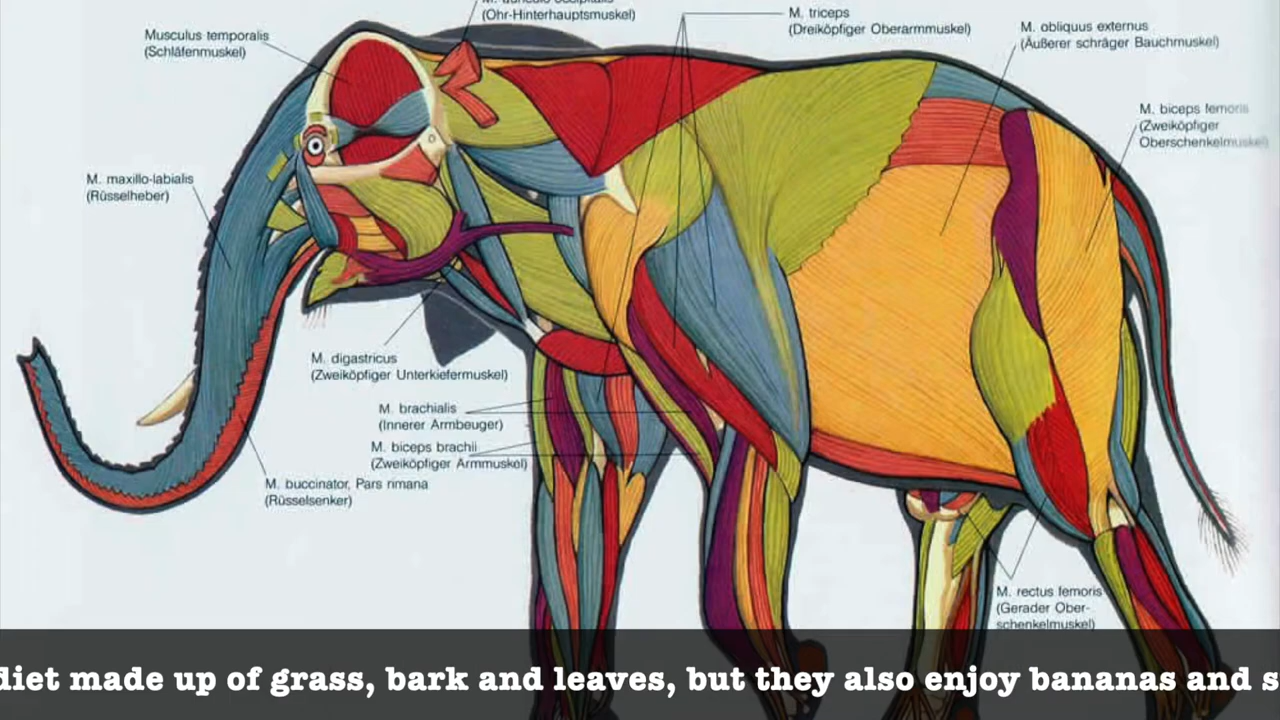 (Ohr-Hinterhauptsmuskel)
M. triceps
(Dreiköpfiger Oberarmmuskel)
M. obliquus externus
(Äußerer schräger Bauchmuskel)
Musculus temporalis
(Schläfenmuskel)
M. biceps femoris
(Zweiköpfiger
Oberschenkelmuskel)
M. maxillo-labialis
(Rüsselheber)
M. digastricus
(Zweiköpfiger Unterkiefermuskel)
M. brachialis
(Innerer Armbeuger)
M. biceps brachii
(Zweiköpfiger Armmuskel)
M. buccinator, Pars rimana
(Rüsselsenker)
M. rectus femoris
(Gerader Ober-
schenkelmuskel)
diet made up of grass, bark and leaves, but they also enjoy bananas and s